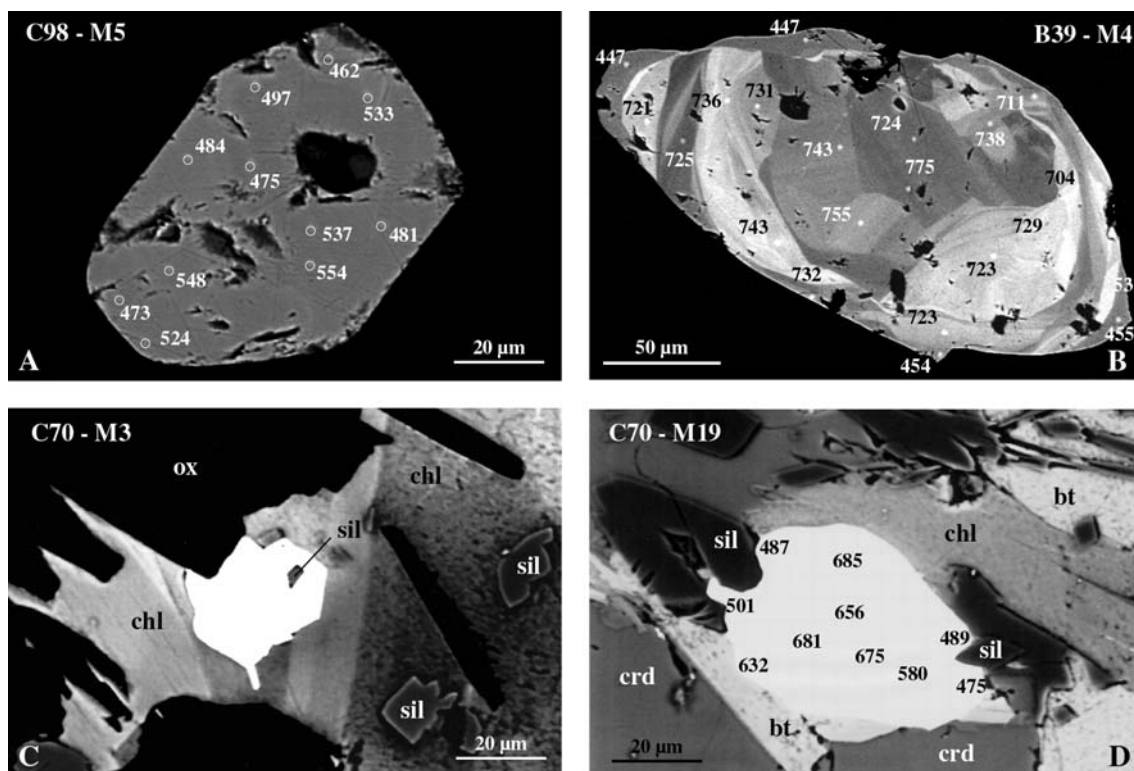 C98 - M5
462
497
533
484
475
537
481
554
548
473
524
A
20 µm
B39 - M4
447
447
731
711
721
736
724
738
743
725
775
704
755
743
729
732
723
723
53
455
454
50 µm
B
C70 - M3
ox
chl
sil
sil
chl
sil
C
20 µm
C70 - M19
bt
sil
487
chl
685
501
656
489
681
sil
632
675
580
475
crd
bt
crd
20 µm
D